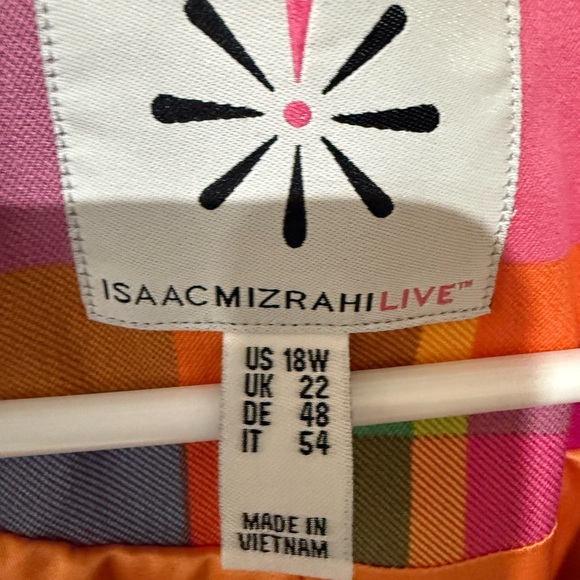 ISAACMIZRAHILIVE™
US 18W
UK 22
DE 48
IT 54
MADE IN
VIETNAM